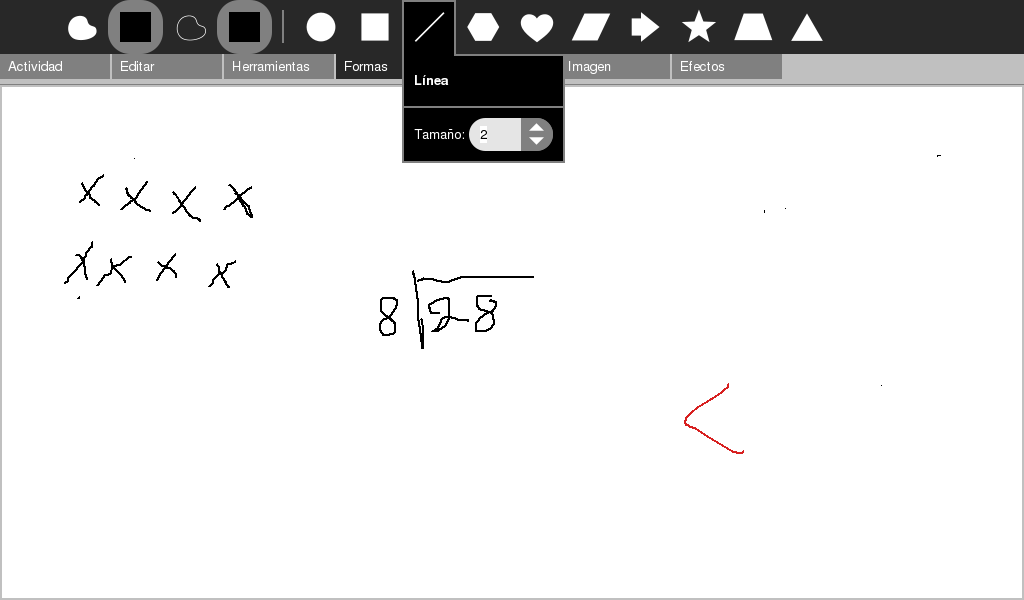 Actividad Editar Herramientas Formas Imagen Efectos
Línea
Tamaño: 2
x x x x
x x x x
8 28
<